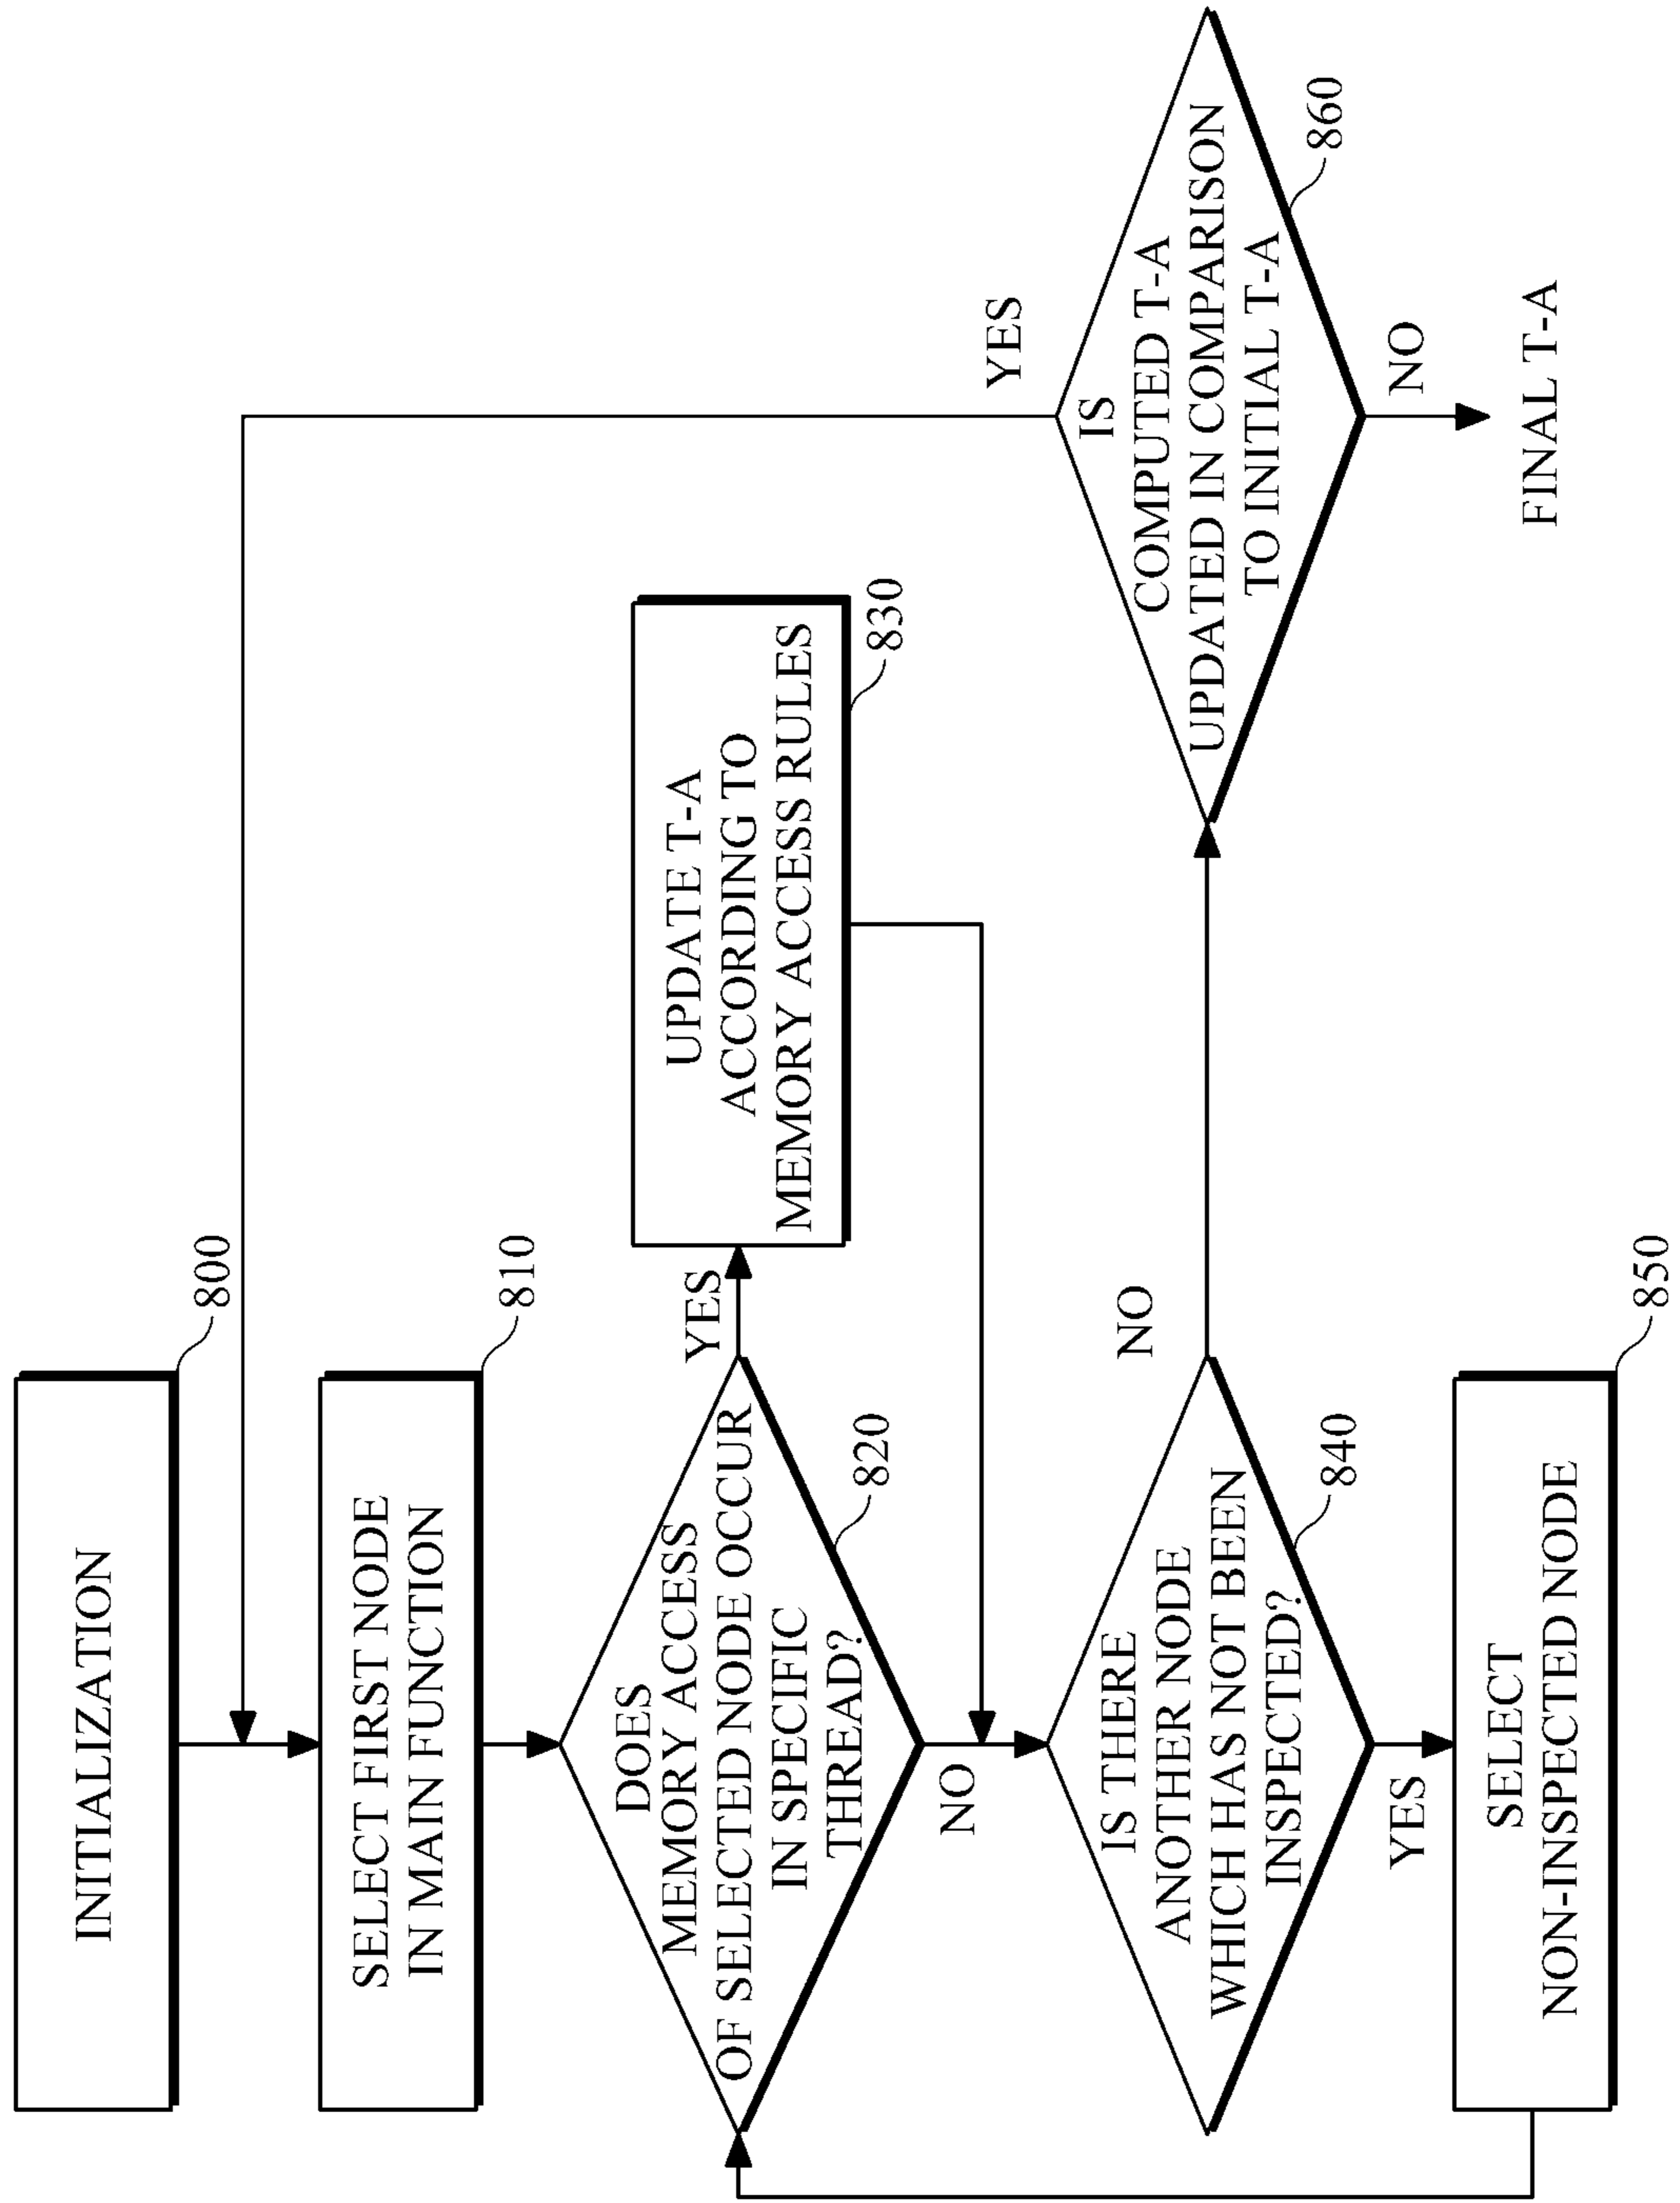 INITIALIZATION
800
SELECT FIRST NODE
IN MAIN FUNCTION
810
DOES
MEMORY ACCESS
OF SELECTED NODE OCCUR
IN SPECIFIC
THREAD?
820
YES
NO
UPDATE T-A
ACCORDING TO
MEMORY ACCESS RULES
830
IS THERE
ANOTHER NODE
WHICH HAS NOT BEEN
INSPECTED?
840
NO
YES
SELECT
NON-INSPECTED NODE
850
YES
IS
COMPUTED T-A
UPDATED IN COMPARISON
TO INITIAL T-A
860
NO
FINAL T-A